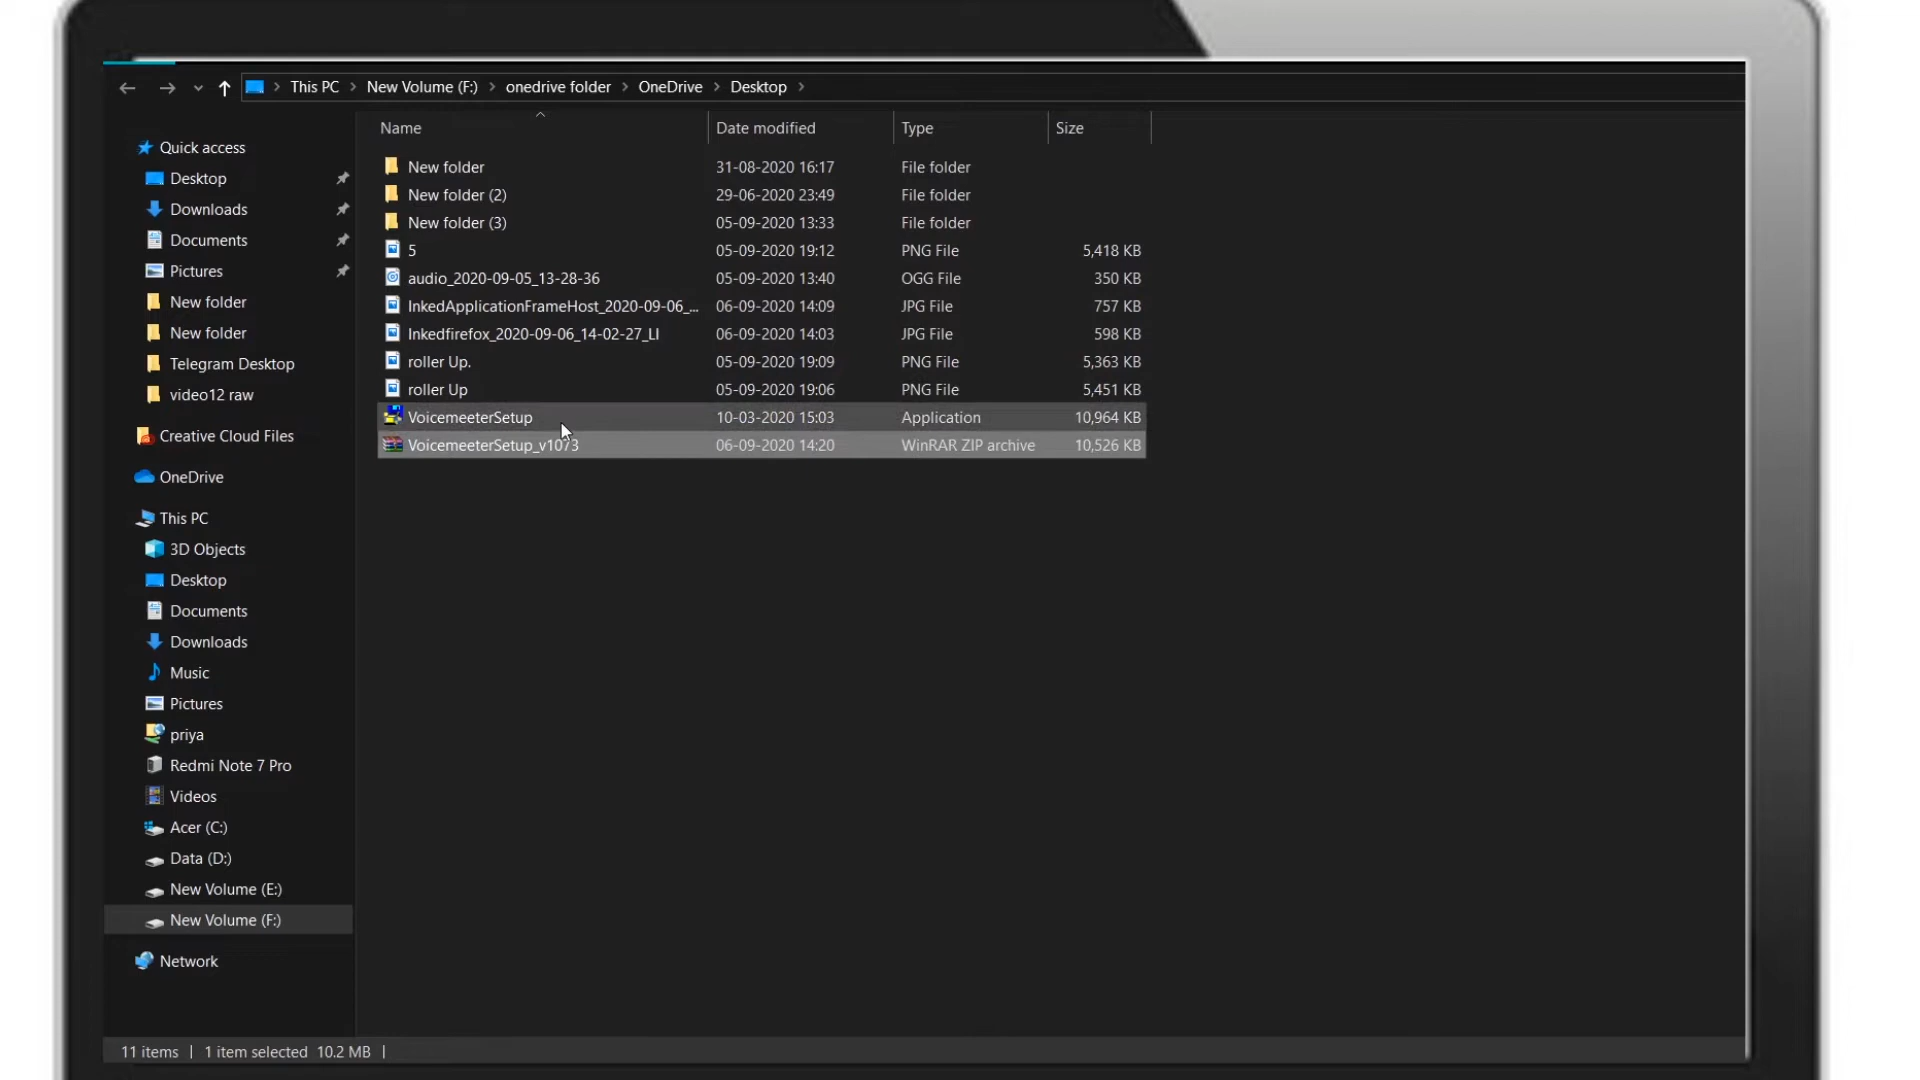 This PC > New Volume (F:) > onedrive folder > OneDrive > Desktop >
Name Date modified Type Size
Quick access
Desktop
Downloads
Documents
Pictures
New folder
New folder
Telegram Desktop
video12 raw
Creative Cloud Files
OneDrive
This PC
3D Objects
Desktop
Documents
Downloads
Music
Pictures
priya
Redmi Note 7 Pro
Videos
Acer (C:)
Data (D:)
New Volume (E:)
New Volume (F:)
Network
New folder 31-08-2020 16:17 File folder
New folder (2) 29-06-2020 23:49 File folder
New folder (3) 05-09-2020 13:33 File folder
5 05-09-2020 19:12 PNG File 5,418 KB
audio_2020-09-05_13-28-36 05-09-2020 13:40 OGG File 350 KB
InkedApplicationFrameHost_2020-09-06_... 06-09-2020 14:09 JPG File 757 KB
Inkedfirefox_2020-09-06_14-02-27_LI 06-09-2020 14:03 JPG File 598 KB
roller Up. 05-09-2020 19:09 PNG File 5,363 KB
roller Up 05-09-2020 19:06 PNG File 5,451 KB
VoicemeeterSetup 10-03-2020 15:03 Application 10,964 KB
VoicemeeterSetup_v1073 06-09-2020 14:20 WinRAR ZIP archive 10,526 KB
11 items | 1 item selected 10.2 MB |